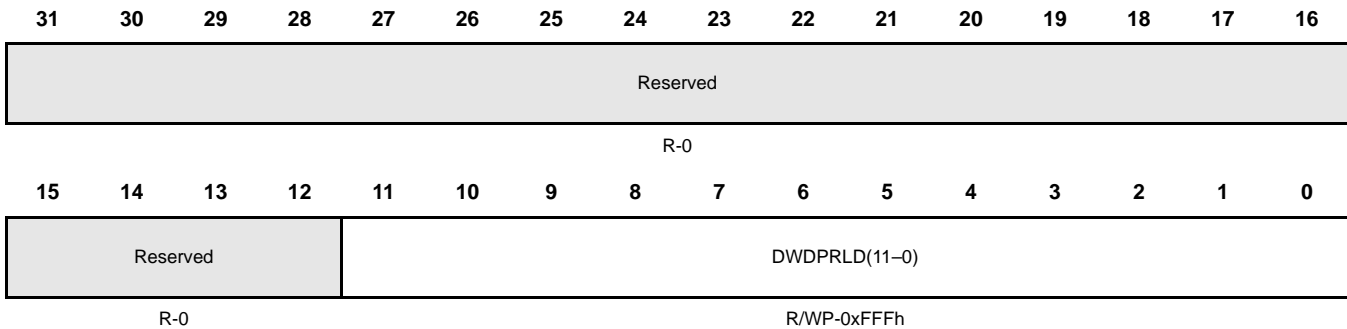 31 30 29 28 27 26 25 24 23 22 21 20 19 18 17 16
Reserved
R-0
15 14 13 12 11 10 9 8 7 6 5 4 3 2 1 0
Reserved DWDPRLD(11–0)
R-0 R/WP-0xFFFh